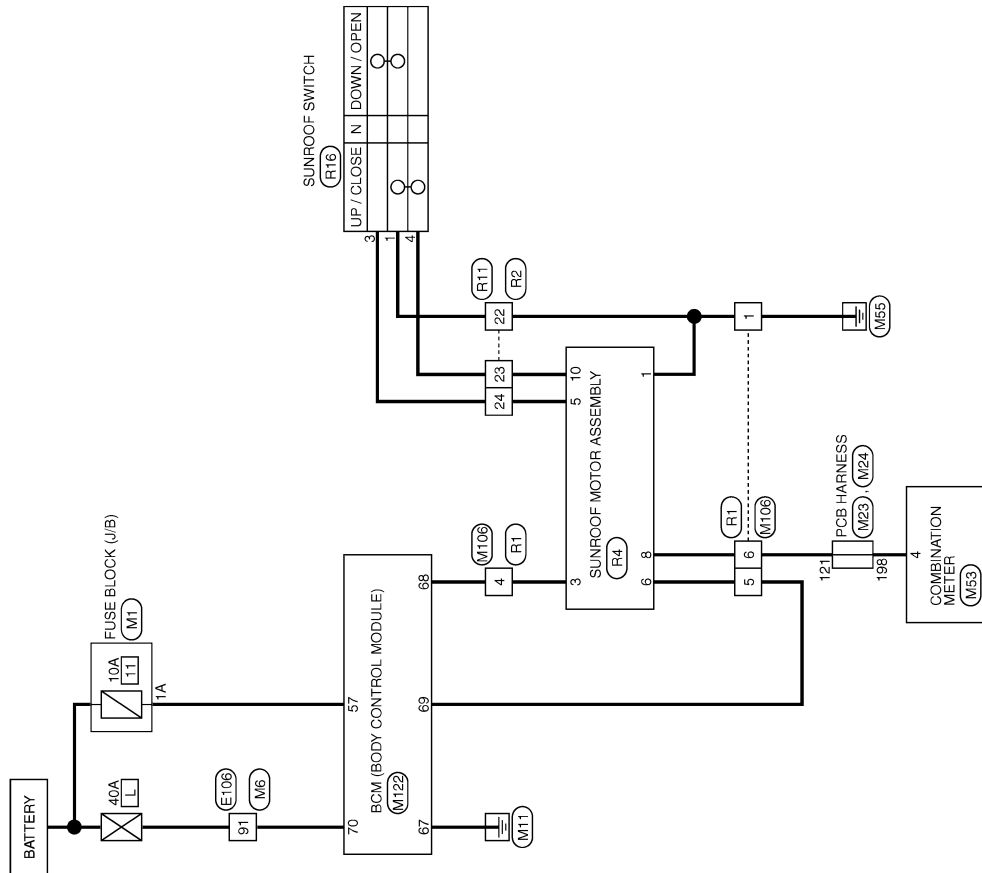 BATTERY
40A
L
E106
91
M6
FUSE BLOCK (J/B)
M1
10A
11
1A
70
57
BCM (BODY CONTROL MODULE)
M122
67
69
68
M11
M106
4
R1
SUNROOF SWITCH
R16
UP / CLOSE
N
DOWN / OPEN
3
1
4
R11
R2
24
23
22
3
5
10
SUNROOF MOTOR ASSEMBLY
R4
6
8
1
R1
M106
5
6
1
M55
PCB HARNESS
M23 , M24
121
198
4
COMBINATION
METER
M53